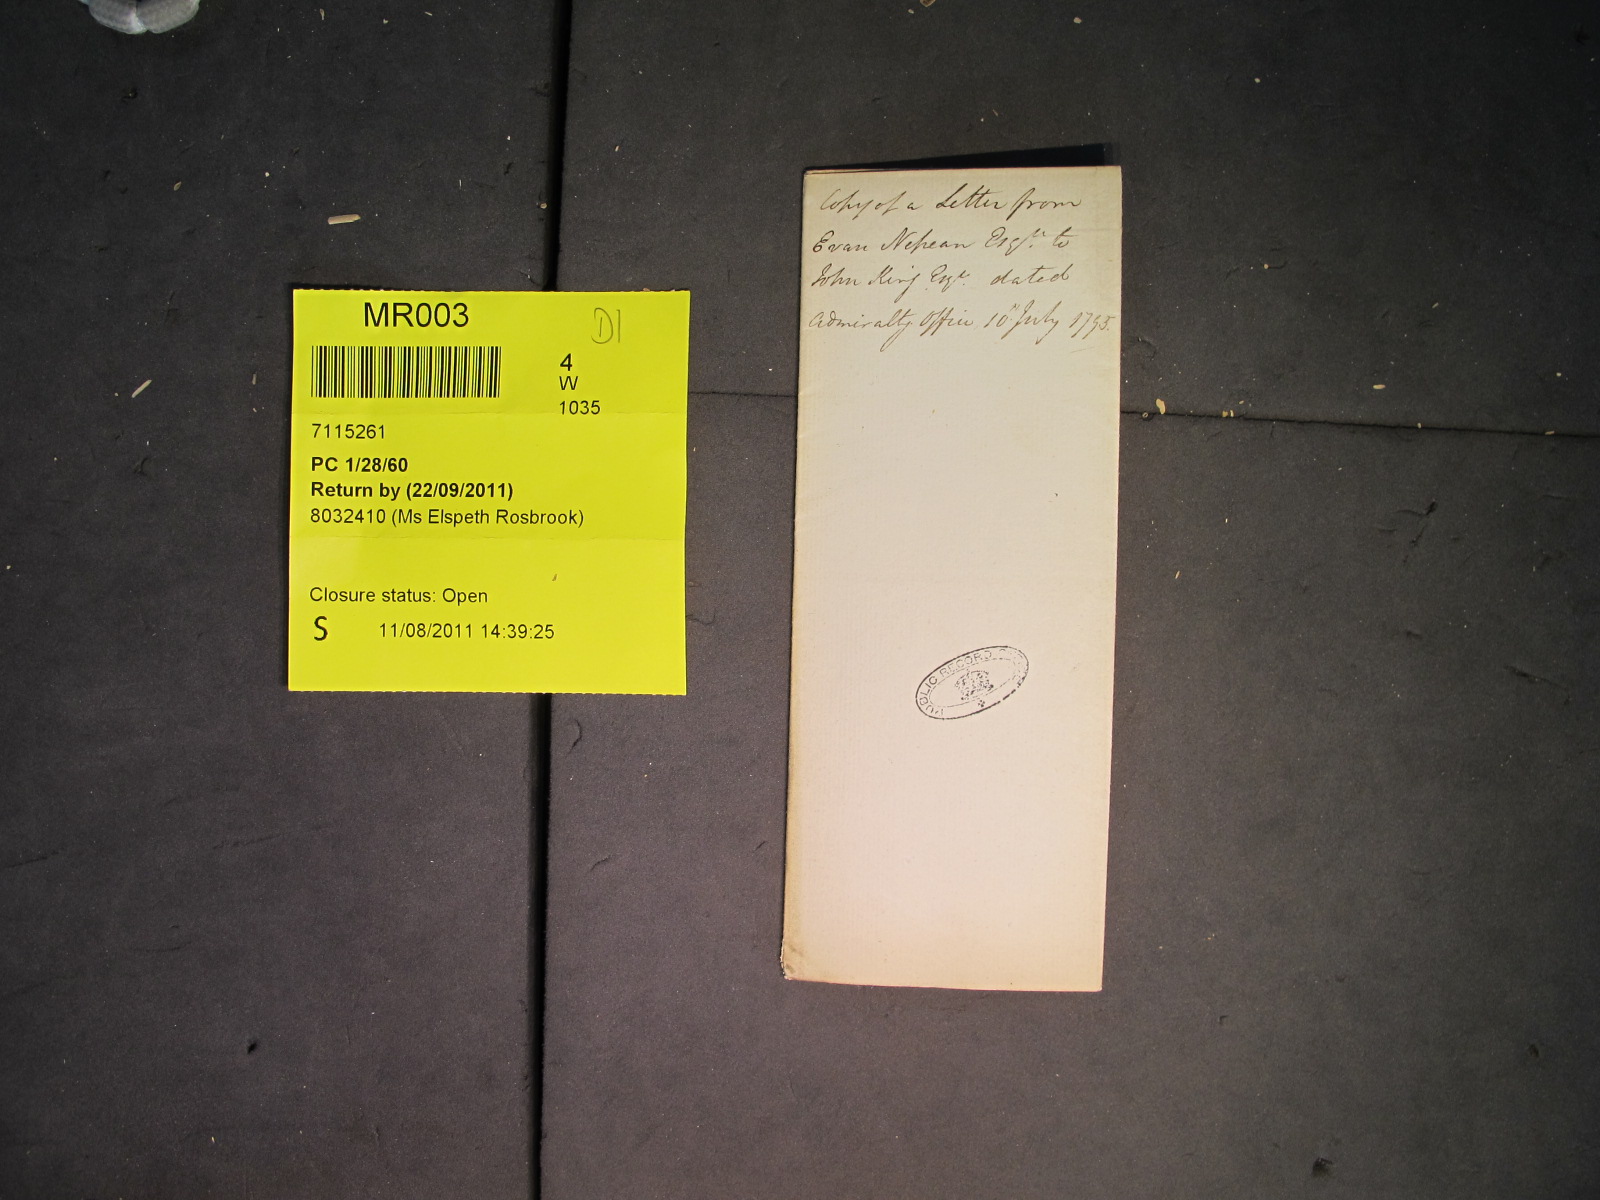 MR003
D1
4
W
1035
7115261
PC 1/28/60
Return by (22/09/2011)
8032410 (Ms Elspeth Rosbrook)
Closure status: Open
S 11/08/2011 14:39:25
Copy of a Letter from
Evan Nepean Esqr. to
John King Esqr. dated
Admiralty Office 10th July 1795.
PUBLIC RECORD